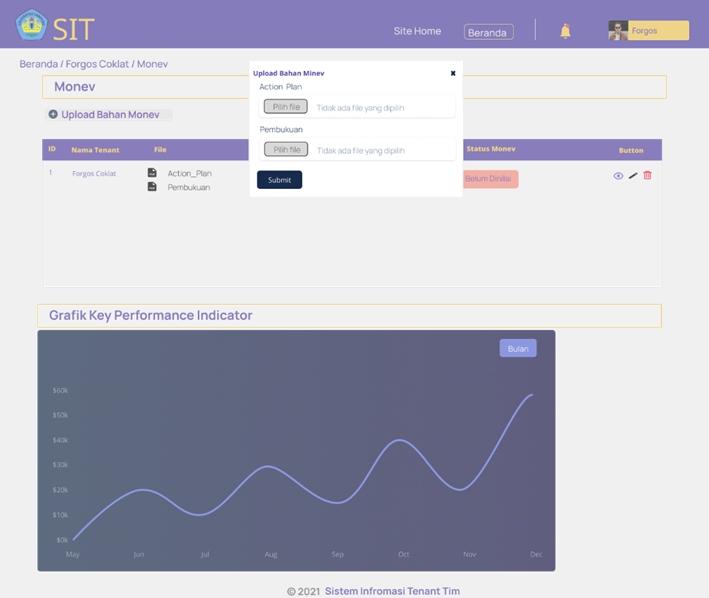 SIT
Site Home
Beranda
Forgos
Beranda / Forgos Coklat / Monev
Monev
Upload Bahan Monev
Upload Bahan Minev
✖
Action Plan
Pilih file
Tidak ada file yang dipilih
Pembukuan
Pilih file
Tidak ada file yang dipilih
Submit
ID Nama Tenant File Status Monev Button
1 Forgos Coklat Action_Plan Belum Dinilai
Pembukuan
Grafik Key Performance Indicator
Bulan
$60k
$50k
$40k
$30k
$20k
$10k
$0k
May Jun Jul Aug Sep Oct Nov Dec
© 2021 Sistem Infromasi Tenant Tim